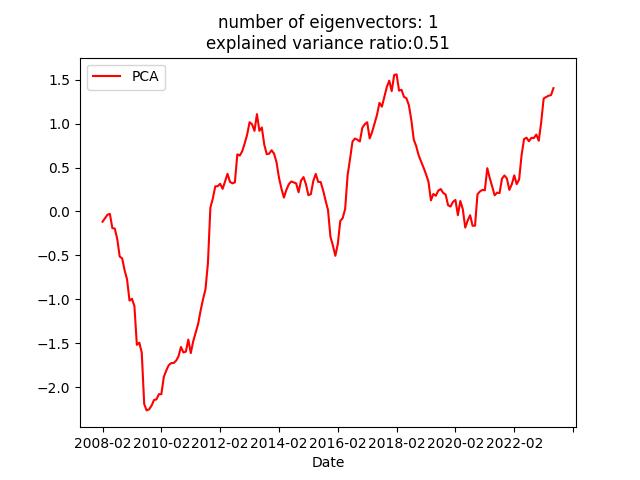 number of eigenvectors: 1
explained variance ratio:0.51
PCA
1.5
1.0
0.5
0.0
−0.5
−1.0
−1.5
−2.0
2008-02 2010-02 2012-02 2014-02 2016-02 2018-02 2020-02 2022-02
Date